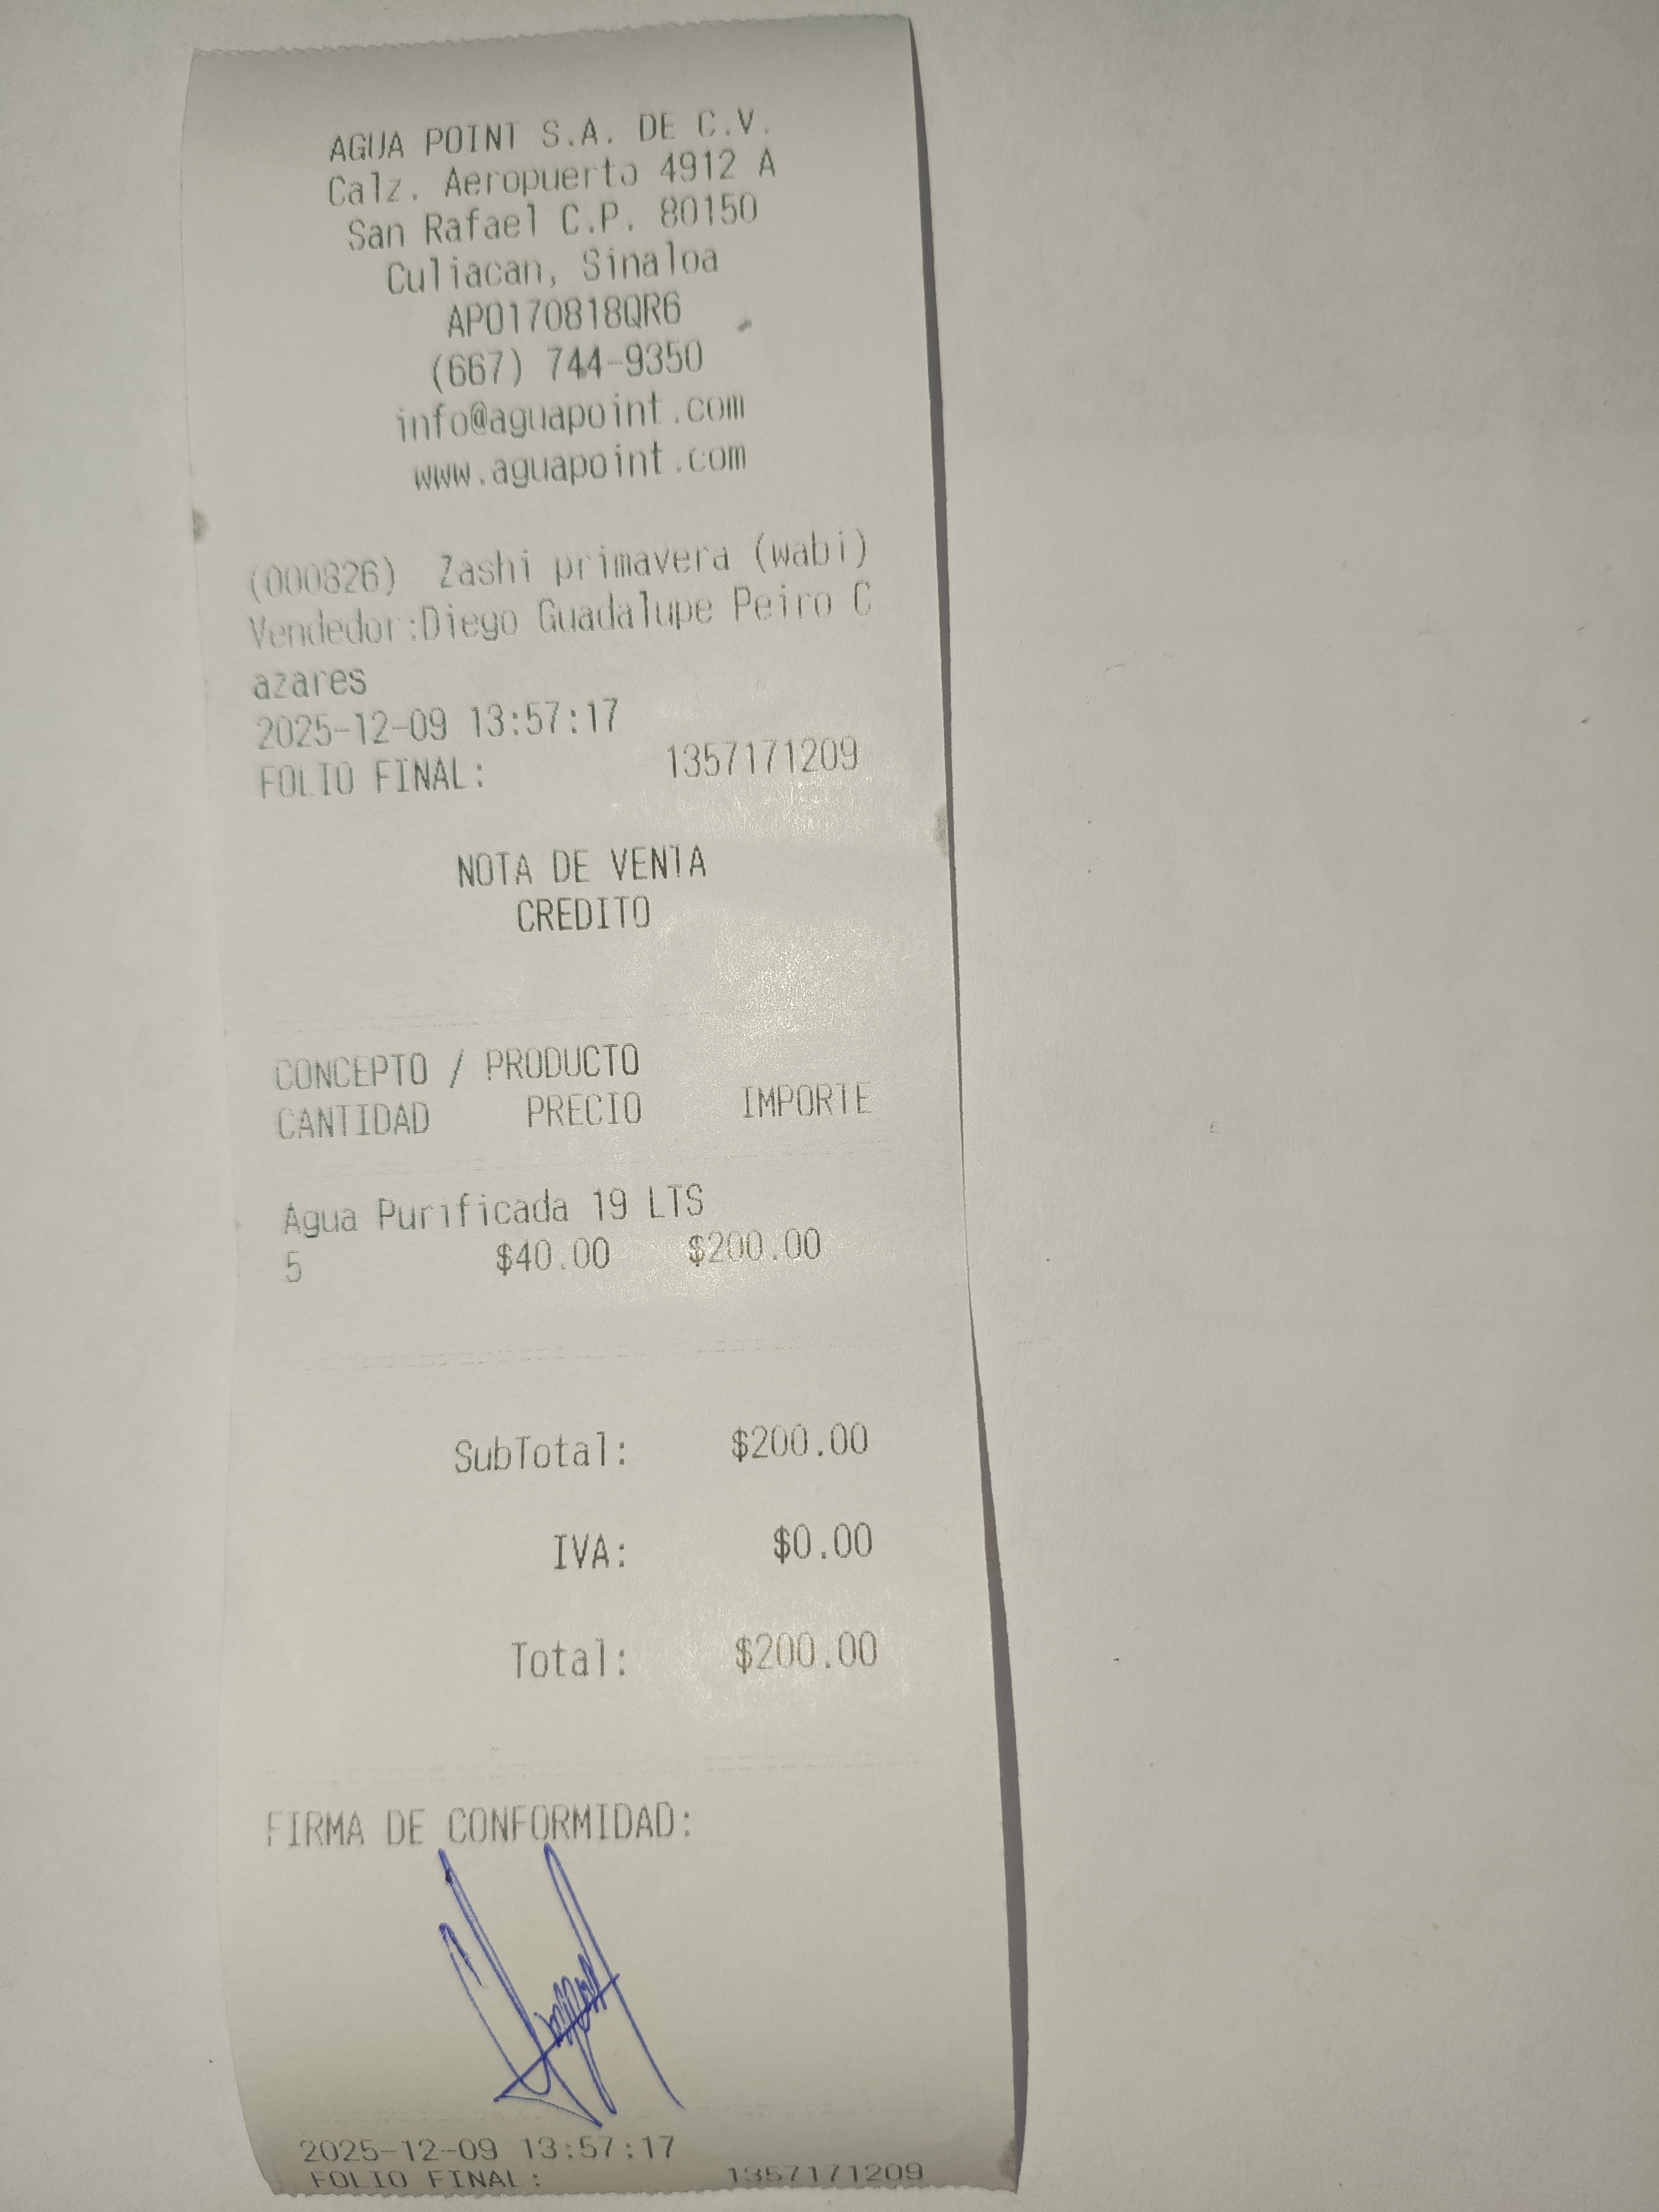 AGUA POINT S.A. DE C.V.
Calz. Aeropuerto 4912 A
San Rafael C.P. 80150
Culiacan, Sinaloa
APO170818QR6
(667) 744-9350
info@aguapoint.com
www.aguapoint.com
(000826) Zashi primavera (wabi)
Vendedor:Diego Guadalupe Peiro C
azares
2025-12-09 13:57:17
FOLIO FINAL: 1357171209
NOTA DE VENTA
CREDITO
CONCEPTO / PRODUCTO
CANTIDAD PRECIO IMPORTE
Agua Purificada 19 LTS
5 $40.00 $200.00
SubTotal: $200.00
IVA: $0.00
Total: $200.00
FIRMA DE CONFORMIDAD:
2025-12-09 13:57:17
FOLIO FINAL: 1357171209